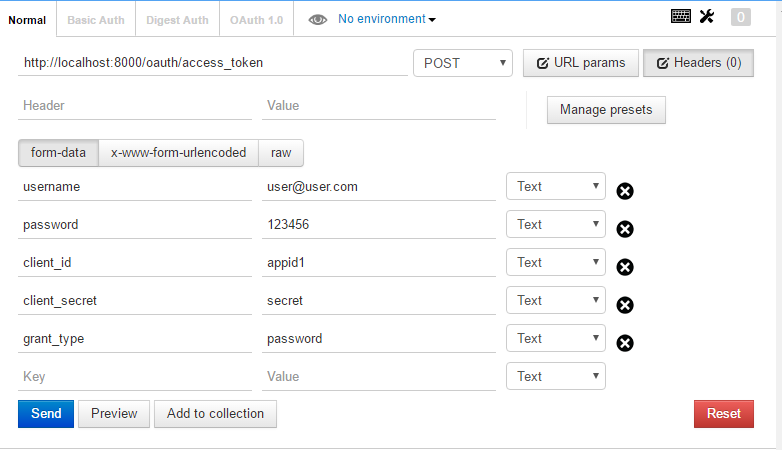 Normal Basic Auth Digest Auth OAuth 1.0 No environment 0
http://localhost:8000/oauth/access_token POST URL params Headers (0)
Header Value Manage presets
form-data x-www-form-urlencoded raw
username user@user.com Text
password 123456 Text
client_id appid1 Text
client_secret secret Text
grant_type password Text
Key Value Text
Send Preview Add to collection Reset